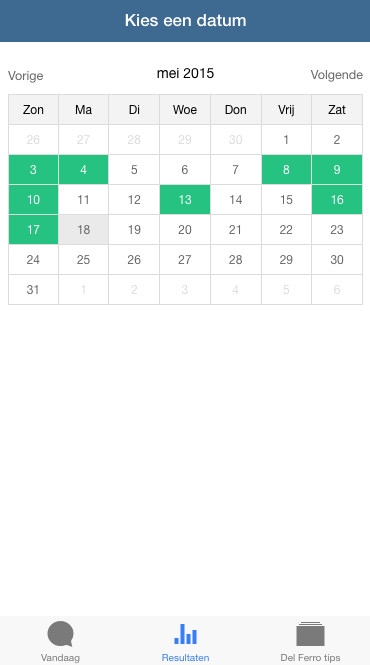 Kies een datum
Vorige mei 2015 Volgende
Zon Ma Di Woe Don Vrij Zat
26 27 28 29 30 1 2
3 4 5 6 7 8 9
10 11 12 13 14 15 16
17 18 19 20 21 22 23
24 25 26 27 28 29 30
31 1 2 3 4 5 6
Vandaag Resultaten Del Ferro tips